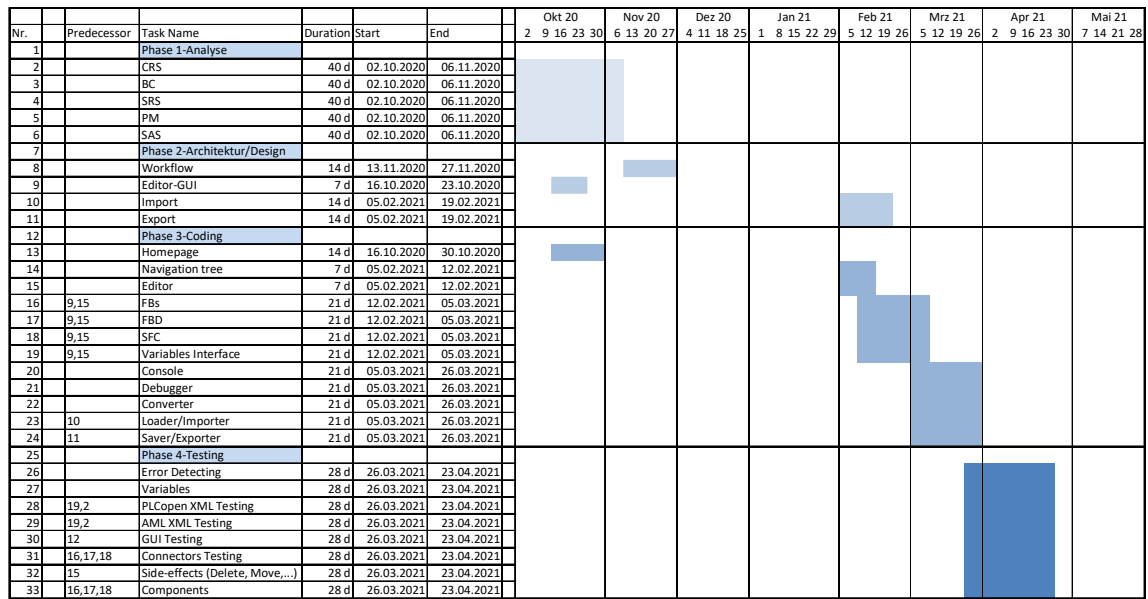 Okt 20 Nov 20 Dez 20 Jan 21 Feb 21 Mrz 21 Apr 21 Mai 21
Nr. Predecessor Task Name Duration Start End 2 9 16 23 30 6 13 20 27 4 11 18 25 1 8 15 22 29 5 12 19 26 5 12 19 26 2 9 16 23 30 7 14 21 28
1 Phase 1-Analyse
2 CRS 40 d 02.10.2020 06.11.2020
3 BC 40 d 02.10.2020 06.11.2020
4 SRS 40 d 02.10.2020 06.11.2020
5 PM 40 d 02.10.2020 06.11.2020
6 SAS 40 d 02.10.2020 06.11.2020
7 Phase 2-Architektur/Design
8 Workflow 14 d 13.11.2020 27.11.2020
9 Editor-GUI 7 d 16.10.2020 23.10.2020
10 Import 14 d 05.02.2021 19.02.2021
11 Export 14 d 05.02.2021 19.02.2021
12 Phase 3-Coding
13 Homepage 14 d 16.10.2020 30.10.2020
14 Navigation tree 7 d 05.02.2021 12.02.2021
15 Editor 7 d 05.02.2021 12.02.2021
16 9,15 FBs 21 d 12.02.2021 05.03.2021
17 9,15 FBD 21 d 12.02.2021 05.03.2021
18 9,15 SFC 21 d 12.02.2021 05.03.2021
19 9,15 Variables Interface 21 d 12.02.2021 05.03.2021
20 Console 21 d 05.03.2021 26.03.2021
21 Debugger 21 d 05.03.2021 26.03.2021
22 Converter 21 d 05.03.2021 26.03.2021
23 10 Loader/Importer 21 d 05.03.2021 26.03.2021
24 11 Saver/Exporter 21 d 05.03.2021 26.03.2021
25 Phase 4-Testing
26 Error Detecting 28 d 26.03.2021 23.04.2021
27 Variables 28 d 26.03.2021 23.04.2021
28 19,2 PLCopen XML Testing 28 d 26.03.2021 23.04.2021
29 19,2 AML XML Testing 28 d 26.03.2021 23.04.2021
30 12 GUI Testing 28 d 26.03.2021 23.04.2021
31 16,17,18 Connectors Testing 28 d 26.03.2021 23.04.2021
32 15 Side-effects (Delete, Move,...) 28 d 26.03.2021 23.04.2021
33 16,17,18 Components 28 d 26.03.2021 23.04.2021